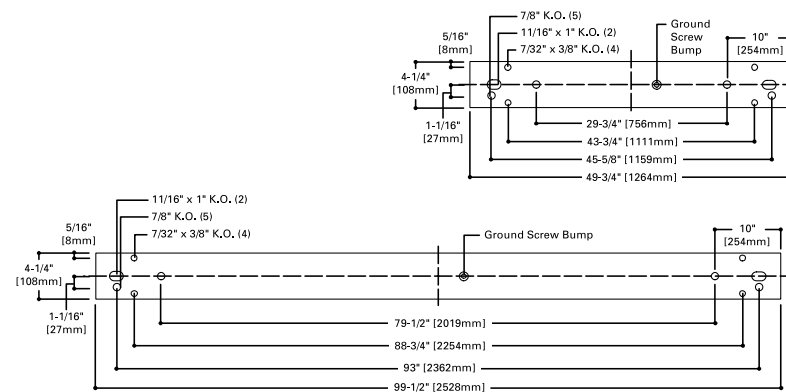 7/8" K.O. (5)
11/16" x 1" K.O. (2)
7/32" x 3/8" K.O. (4)
Ground
Screw
Bump
10"
[254mm]
5/16"
[8mm]
4-1/4"
[108mm]
1-1/16"
[27mm]
29-3/4" [756mm]
43-3/4" [1111mm]
45-5/8" [1159mm]
49-3/4" [1264mm]
11/16" x 1" K.O. (2)
7/8" K.O. (5)
7/32" x 3/8" K.O. (4)
Ground Screw Bump
10"
[254mm]
5/16"
[8mm]
4-1/4"
[108mm]
1-1/16"
[27mm]
79-1/2" [2019mm]
88-3/4" [2254mm]
93" [2362mm]
99-1/2" [2528mm]